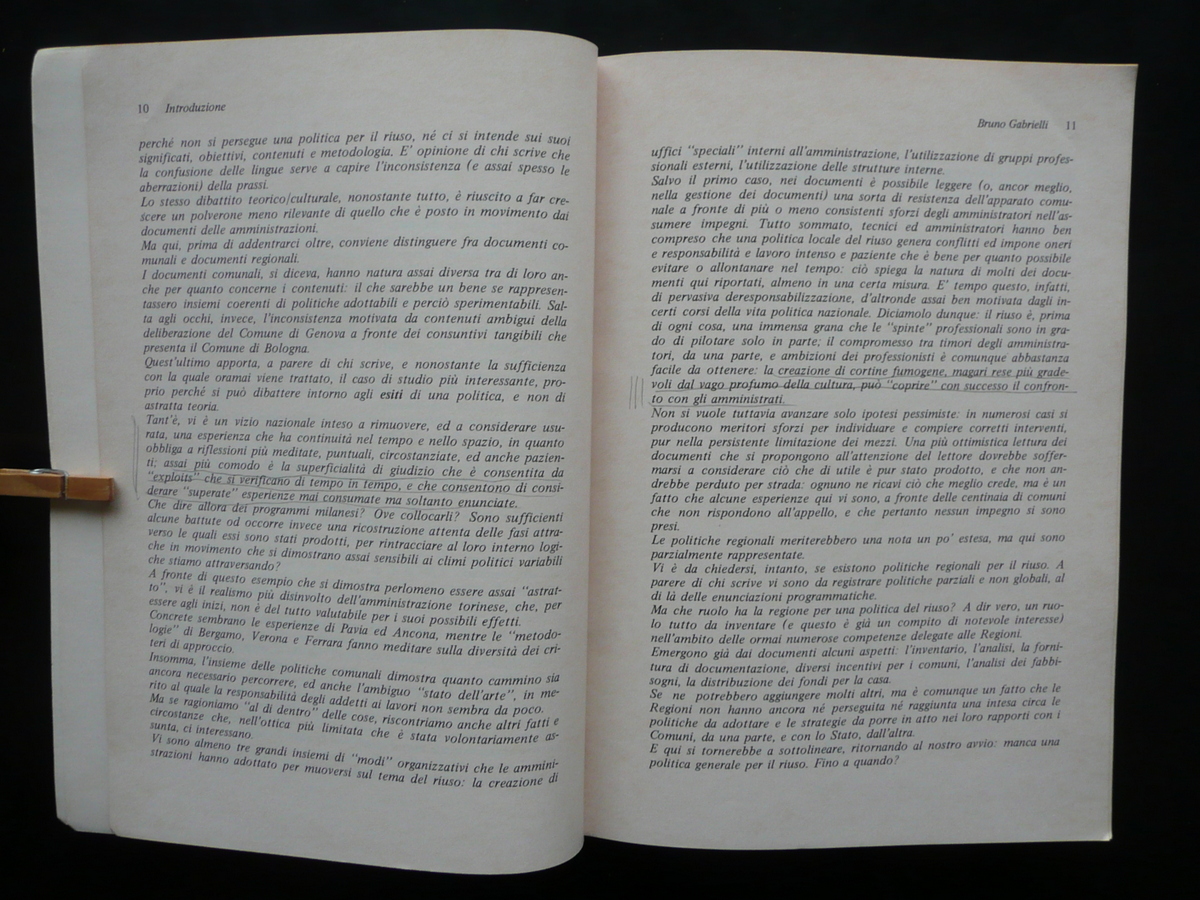 10 Introduzione
perché non si persegue una politica per il riuso, né ci si intende sui suoi
significati, obiettivi, contenuti e metodologia. E' opinione di chi scrive che
la confusione delle lingue serve a capire l'inconsistenza (e assai spesso le
aberrazioni) della prassi.
Lo stesso dibattito teorico/culturale, nonostante tutto, è riuscito a far cre-
scere un polverone meno rilevante di quello che è posto in movimento dai
documenti delle amministrazioni.
Ma qui, prima di addentrarci oltre, conviene distinguere fra documenti co-
munali e documenti regionali.
I documenti comunali, si diceva, hanno natura assai diversa tra di loro an-
che per quanto concerne i contenuti: il che sarebbe un bene se rappresen-
tassero insiemi coerenti di politiche adottabili e perciò sperimentabili. Sal-
ta agli occhi, invece, l'inconsistenza motivata da contenuti ambigui della
deliberazione del Comune di Genova a fronte dei consuntivi tangibili che
presenta il Comune di Bologna.
Quest'ultimo apporta, a parere di chi scrive, e nonostante la sufficienza
con la quale oramai viene trattato, il caso di studio più interessante, pro-
prio perché si può dibattere intorno agli esiti di una politica, e non di
astratta teoria.
Tant'è, vi è un vizio nazionale inteso a rimuovere, ed a considerare usu-
rata, una esperienza che ha continuità nel tempo e nello spazio, in quanto
obbliga a riflessioni più meditate, puntuali, circostanziate, ed anche pazien-
ti; assai più comodo è la superficialità di giudizio che è consentita da
"exploits" che si verificano di tempo in tempo, e che consentono di consi-
derare "superate" esperienze mai consumate ma soltanto enunciate.
Che dire allora dei programmi milanesi? Ove collocarli? Sono sufficienti
alcune battute od occorre invece una ricostruzione attenta delle fasi attra-
verso le quali essi sono stati prodotti, per rintracciare al loro interno logi-
che in movimento che si dimostrano assai sensibili ai climi politici variabili
che stiamo attraversando?
A fronte di questo esempio che si dimostra perlomeno essere assai "astrat-
to", vi è il realismo più disinvolto dell'amministrazione torinese, che, per
essere agli inizi, non è del tutto valutabile per i suoi possibili effetti.
Concrete sembrano le esperienze di Pavia ed Ancona, mentre le "metodo-
logie" di Bergamo, Verona e Ferrara fanno meditare sulla diversità dei cri-
teri di approccio.
Insomma, l'insieme delle politiche comunali dimostra quanto cammino sia
ancora necessario percorrere, ed anche l'ambiguo "stato dell'arte", in me-
rito al quale la responsabilità degli addetti ai lavori non sembra da poco.
Ma se ragioniamo "al di dentro" delle cose, riscontriamo anche altri fatti e
circostanze che, nell'ottica più limitata che è stata volontariamente as-
sunta, ci interessano.
Vi sono almeno tre grandi insiemi di "modi" organizzativi che le ammini-
strazioni hanno adottato per muoversi sul tema del riuso: la creazione di
Bruno Gabrielli 11
uffici "speciali" interni all'amministrazione, l'utilizzazione di gruppi profes-
sionali esterni, l'utilizzazione delle strutture interne.
Salvo il primo caso, nei documenti è possibile leggere (o, ancor meglio,
nella gestione dei documenti) una sorta di resistenza dell'apparato comu-
nale a fronte di più o meno consistenti sforzi degli amministratori nell'as-
sumere impegni. Tutto sommato, tecnici ed amministratori hanno ben
compreso che una politica locale del riuso genera conflitti ed impone oneri
e responsabilità e lavoro intenso e paziente che è bene per quanto possibile
evitare o allontanare nel tempo: ciò spiega la natura di molti dei docu-
menti qui riportati, almeno in una certa misura. E' tempo questo, infatti,
di pervasiva deresponsabilizzazione, d'altronde assai ben motivata dagli in-
certi corsi della vita politica nazionale. Diciamolo dunque: il riuso è, prima
di ogni cosa, una immensa grana che le "spinte" professionali sono in gra-
do di pilotare solo in parte; il compromesso tra timori degli amministra-
tori, da una parte, e ambizioni dei professionisti è comunque abbastanza
facile da ottenere: la creazione di cortine fumogene, magari rese più grade-
voli dal vago profumo della cultura, può "coprire" con successo il confron-
to con gli amministrati.
Non si vuole tuttavia avanzare solo ipotesi pessimiste: in numerosi casi si
producono meritori sforzi per individuare e compiere corretti interventi,
pur nella persistente limitazione dei mezzi. Una più ottimistica lettura dei
documenti che si propongono all'attenzione del lettore dovrebbe soffer-
marsi a considerare ciò che di utile è pur stato prodotto, e che non an-
drebbe perduto per strada: ognuno ne ricavi ciò che meglio crede, ma è un
fatto che alcune esperienze qui vi sono, a fronte delle centinaia di comuni
che non rispondono all'appello, e che pertanto nessun impegno si sono
presi.
Le politiche regionali meriterebbero una nota un po' estesa, ma qui sono
parzialmente rappresentate.
Vi è da chiedersi, intanto, se esistono politiche regionali per il riuso. A
parere di chi scrive vi sono da registrare politiche parziali e non globali, al
di là delle enunciazioni programmatiche.
Ma che ruolo ha la regione per una politica del riuso? A dir vero, un ruo-
lo tutto da inventare (e questo è già un compito di notevole interesse)
nell'ambito delle ormai numerose competenze delegate alle Regioni.
Emergono già dai documenti alcuni aspetti: l'inventario, l'analisi, la forni-
tura di documentazione, diversi incentivi per i comuni, l'analisi dei fabbi-
sogni, la distribuzione dei fondi per la casa.
Se ne potrebbero aggiungere molti altri, ma è comunque un fatto che le
Regioni non hanno ancora né perseguita né raggiunta una intesa circa le
politiche da adottare e le strategie da porre in atto nei loro rapporti con i
Comuni, da una parte, e con lo Stato, dall'altra.
E qui si tornerebbe a sottolineare, ritornando al nostro avvio: manca una
politica generale per il riuso. Fino a quando?